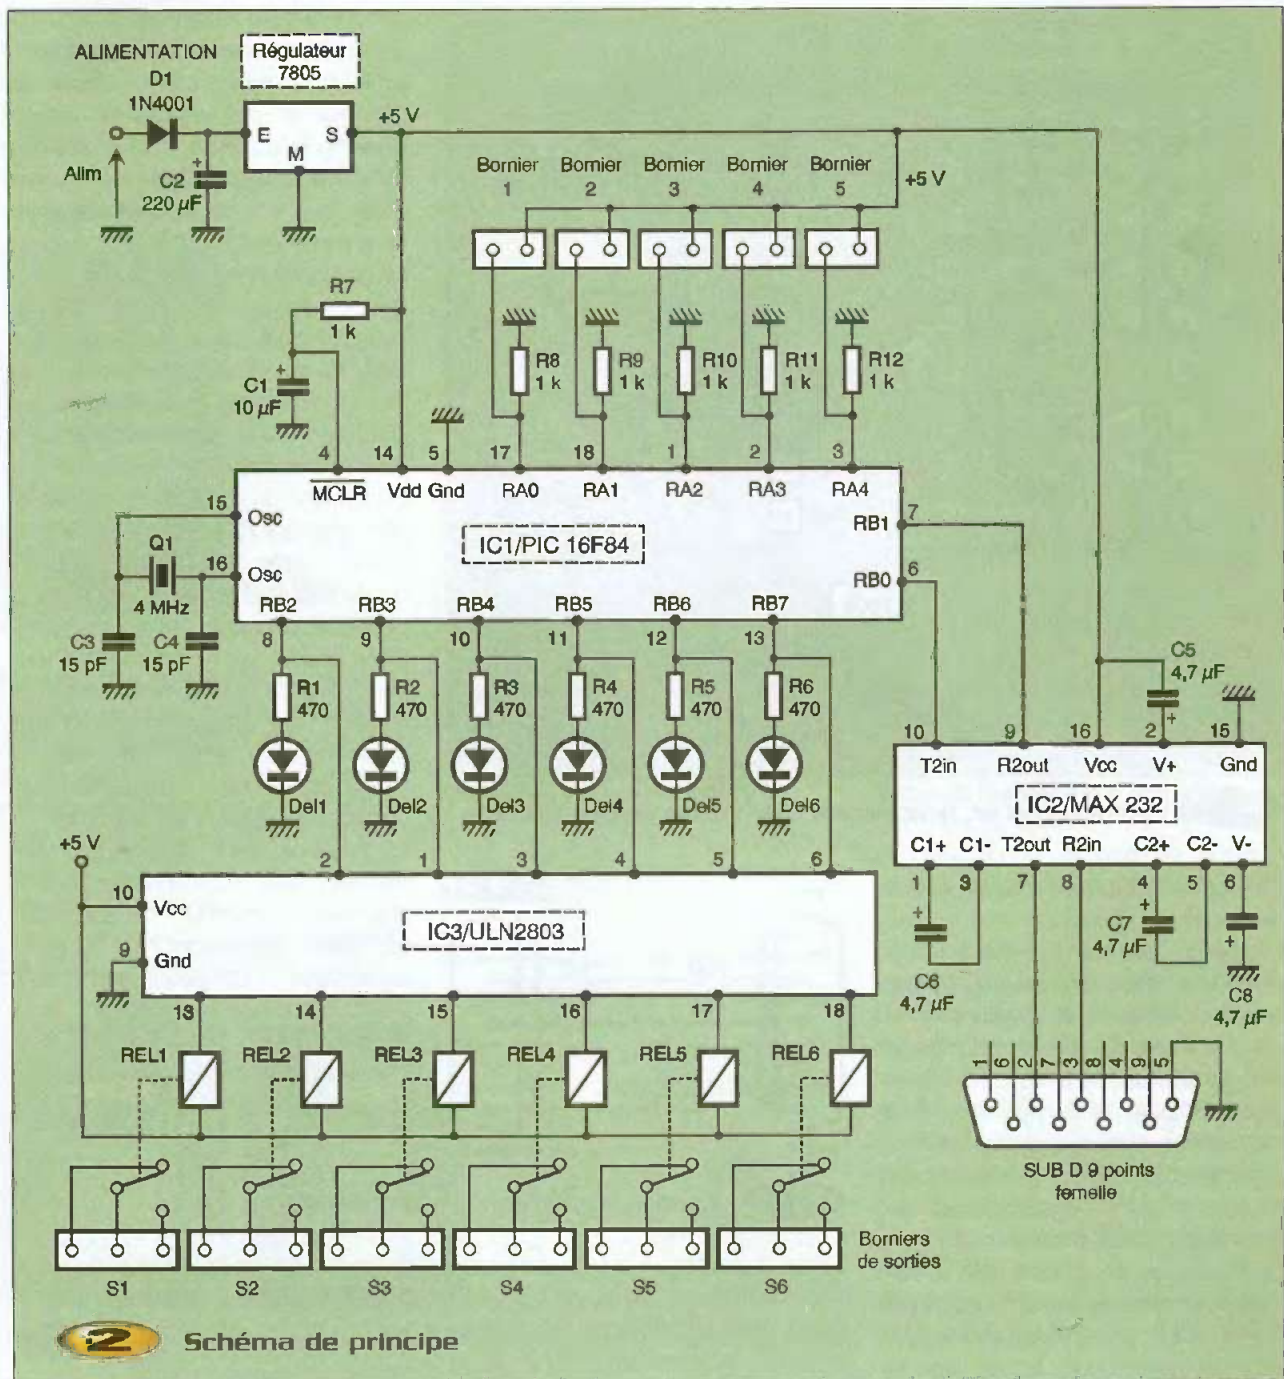 ALIMENTATION
D1
1N4001
Régulateur
7805
+5 V
E
S
M
Alim
C2
220 µF
+
Bornier
1
Bornier
2
Bornier
3
Bornier
4
Bornier
5
+5 V
R7
1 k
C1
10 µF
+
R8
1 k
R9
1 k
R10
1 k
R11
1 k
R12
1 k
4
14
5
17
18
1
2
3
MCLR
Vdd
Gnd
RA0
RA1
RA2
RA3
RA4
15
Osc
16
Osc
Q1
4 MHz
C3
15 pF
C4
15 pF
IC1/PIC 16F84
RB1
7
RB0
6
RB2
RB3
RB4
RB5
RB6
RB7
8
9
10
11
12
13
R1
470
R2
470
R3
470
R4
470
R5
470
R6
470
Del1
Del2
Del3
Del4
Del5
Del6
C5
4,7 µF
+
10
9
16
2
15
T2in
R2out
Vcc
V+
Gnd
IC2/MAX 232
C1+
C1-
T2out
R2in
C2+
C2-
V-
1
3
7
8
4
5
6
+
C6
4,7 µF
+
C7
4,7 µF
+
C8
4,7 µF
+5 V
2
1
3
4
5
6
10
Vcc
9
Gnd
IC3/ULN2803
13
14
15
16
17
18
REL1
REL2
REL3
REL4
REL5
REL6
1
6
2
7
3
8
4
9
5
SUB D 9 points
femelle
S1
S2
S3
S4
S5
S6
Borniers
de sorties
2
Schéma de principe